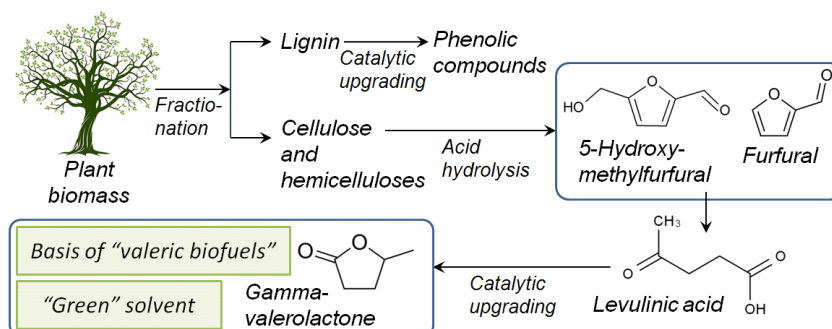 Lignin
Catalytic
upgrading
Phenolic
compounds
Fractio-
nation
Plant
biomass
Cellulose
and
hemicelluloses
Acid
hydrolysis
HO
O
O
5-Hydroxy-
methylfurfural
O
O
Furfural
CH3
O
O
OH
Levulinic acid
Catalytic
upgrading
O
O
Gamma-
valerolactone
Basis of “valeric biofuels”
“Green” solvent